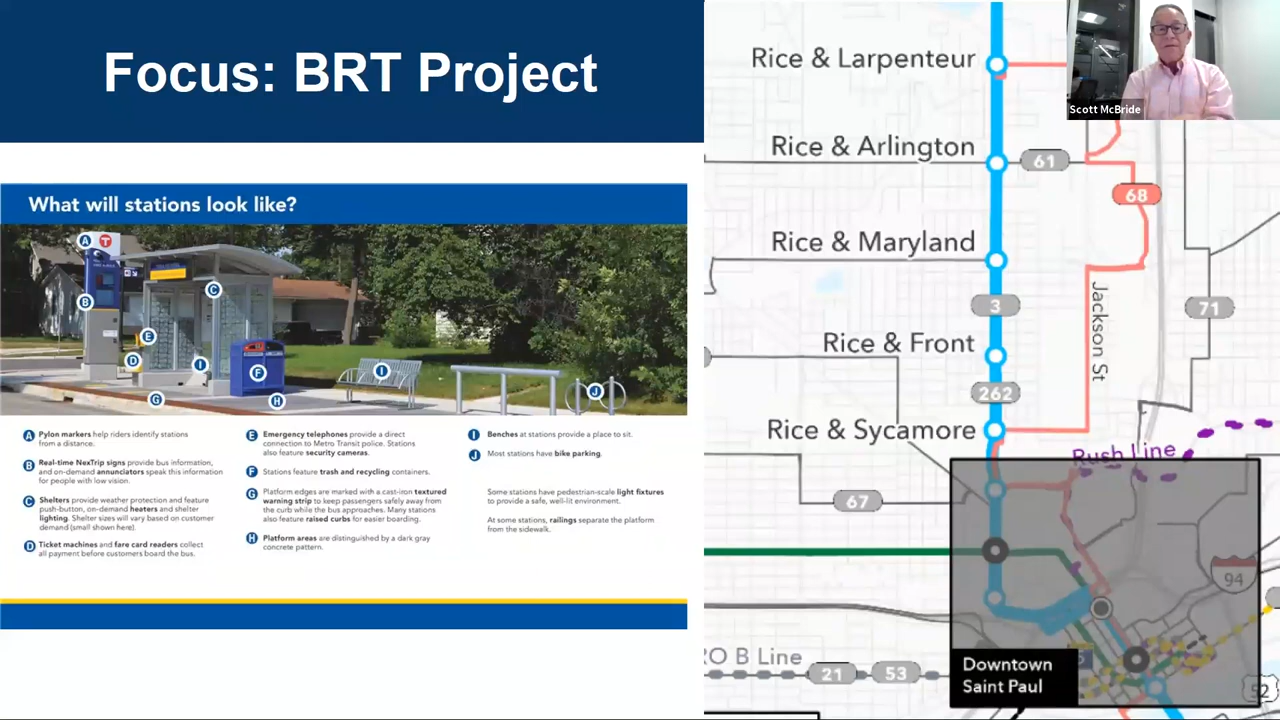 Focus: BRT Project
What will stations look like?
A
T
B
C
E
D
I
F
I
G
H
J
A Pylon markers help riders identify stations
from a distance.
B Real-time NexTrip signs provide bus information,
and on-demand annunciators speak this information
for people with low vision.
C Shelters provide weather protection and feature
push-button, on-demand heaters and shelter
lighting. Shelter sizes will vary based on customer
demand (small shown here).
D Ticket machines and fare card readers collect
all payment before customers board the bus.
E Emergency telephones provide a direct
connection to Metro Transit police. Stations
also feature security cameras.
F Stations feature trash and recycling containers.
G Platform edges are marked with a cast-iron textured
warning strip to keep passengers safely away from
the curb while the bus approaches. Many stations
also feature raised curbs for easier boarding.
H Platform areas are distinguished by a dark gray
concrete pattern.
I Benches at stations provide a place to sit.
J Most stations have bike parking.
Some stations have pedestrian-scale light fixtures
to provide a safe, well-lit environment.
At some stations, railings separate the platform
from the sidewalk.
Scott McBride
Rice & Larpenteur
Rice & Arlington
61
68
Rice & Maryland
3
Jackson St
71
Rice & Front
262
Rice & Sycamore
Rush Line
67
94
RO B Line
21
53
Downtown
Saint Paul
52